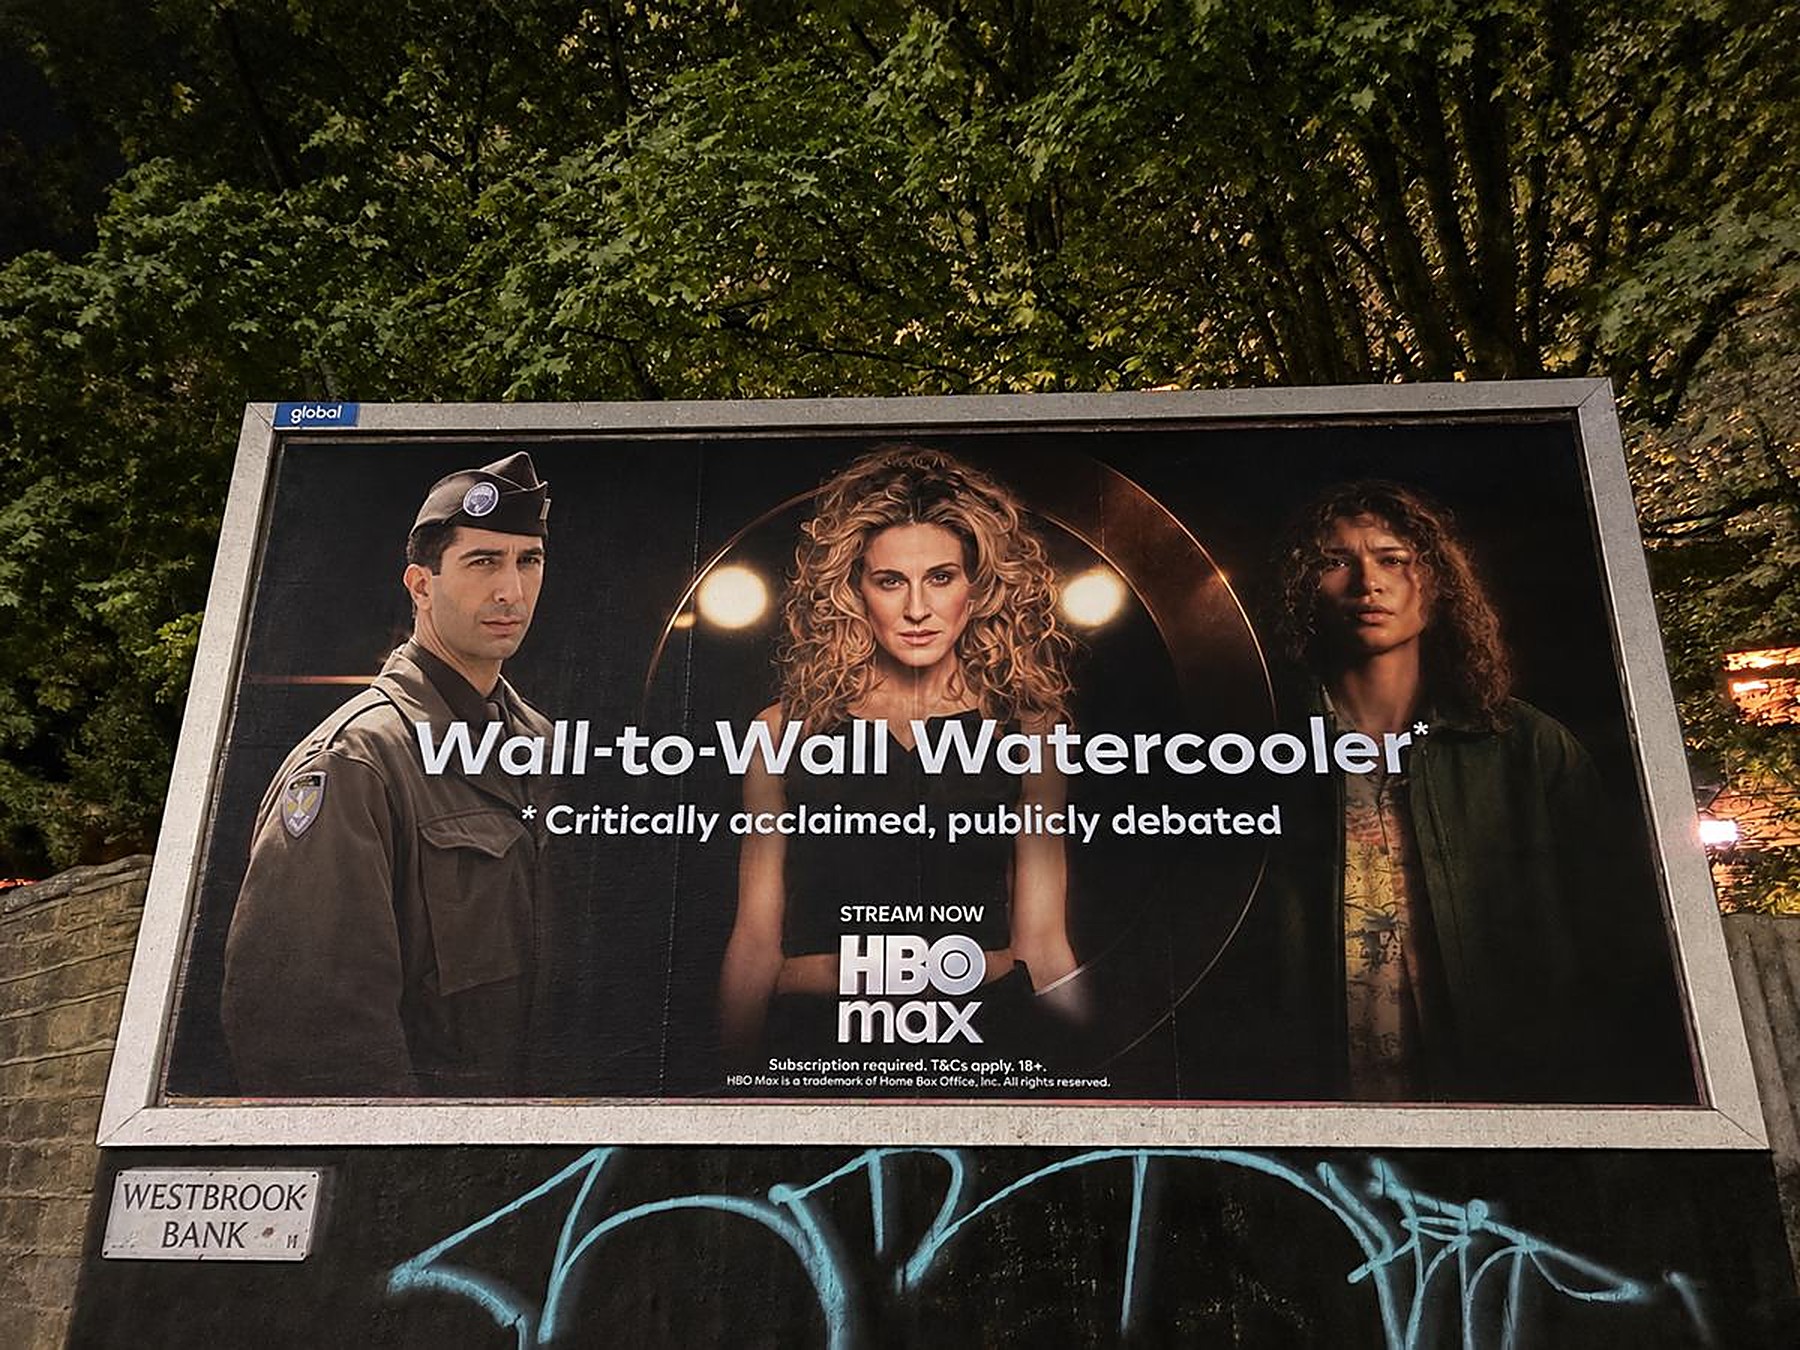 global
Wall-to-Wall Watercooler*
* Critically acclaimed, publicly debated
STREAM NOW
HBO
max
Subscription required. T&Cs apply. 18+.
HBO Max is a trademark of Home Box Office, Inc. All rights reserved.
WESTBROOK
BANK